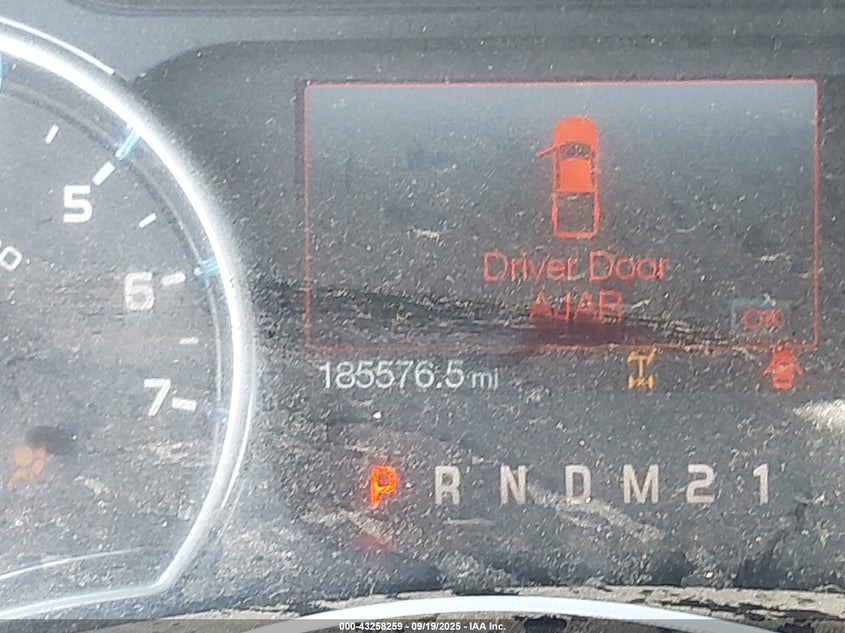 5
6
7
Driver Door
AJAR
OK
185576.5 mi
P R N D M 2 1
000-43258259 - 09/19/2025 - IAA Inc.